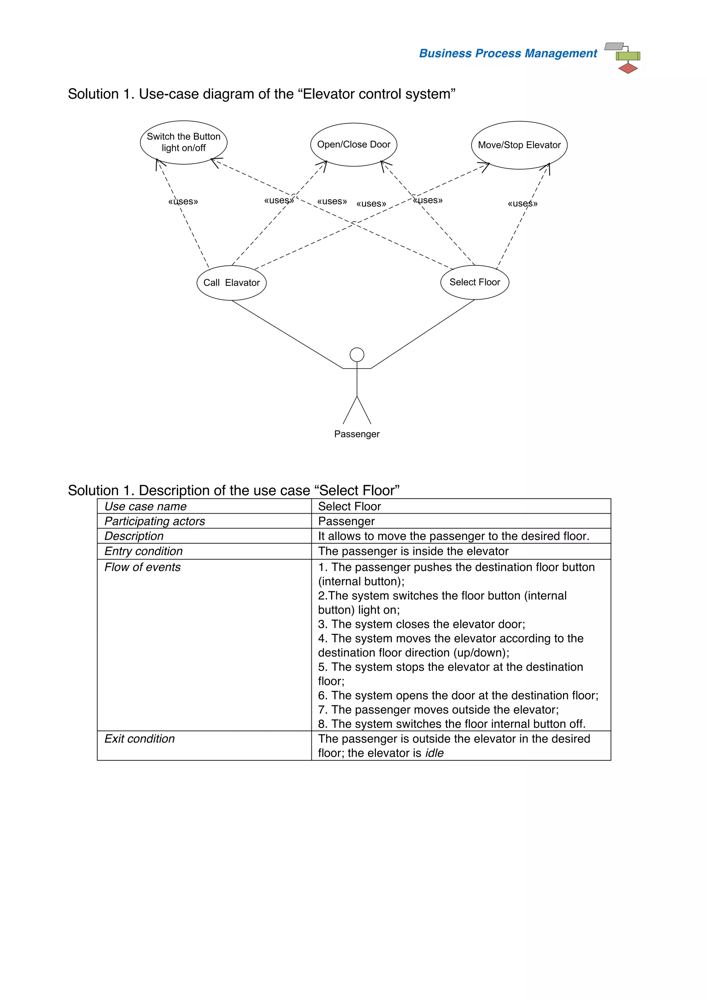 Business Process Management
Solution 1. Use-case diagram of the “Elevator control system”
Switch the Button
light on/off
Open/Close Door
Move/Stop Elevator
«uses»
«uses»
«uses»
«uses»
«uses»
«uses»
Call Elavator
Select Floor
Passenger
Solution 1. Description of the use case “Select Floor”
Use case name
Select Floor
Participating actors
Passenger
Description
It allows to move the passenger to the desired floor.
Entry condition
The passenger is inside the elevator
Flow of events
1. The passenger pushes the destination floor button
(internal button);
2.The system switches the floor button (internal
button) light on;
3. The system closes the elevator door;
4. The system moves the elevator according to the
destination floor direction (up/down);
5. The system stops the elevator at the destination
floor;
6. The system opens the door at the destination floor;
7. The passenger moves outside the elevator;
8. The system switches the floor internal button off.
Exit condition
The passenger is outside the elevator in the desired
floor; the elevator is idle